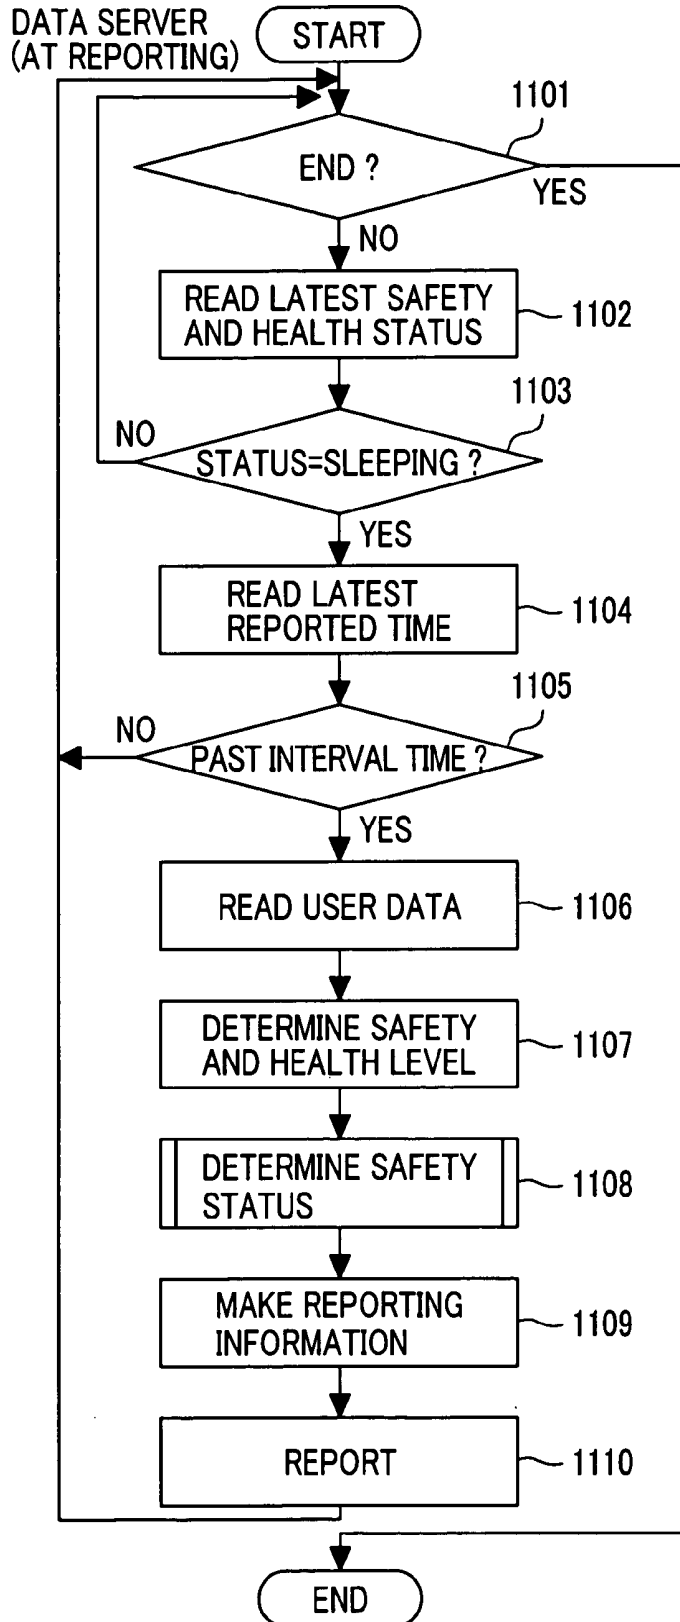 DATA SERVER
(AT REPORTING)
START
1101
END ?
YES
NO
READ LATEST SAFETY
AND HEALTH STATUS
1102
1103
NO
STATUS=SLEEPING ?
YES
READ LATEST
REPORTED TIME
1104
1105
NO
PAST INTERVAL TIME ?
YES
READ USER DATA
1106
DETERMINE SAFETY
AND HEALTH LEVEL
1107
DETERMINE SAFETY
STATUS
1108
MAKE REPORTING
INFORMATION
1109
REPORT
1110
END